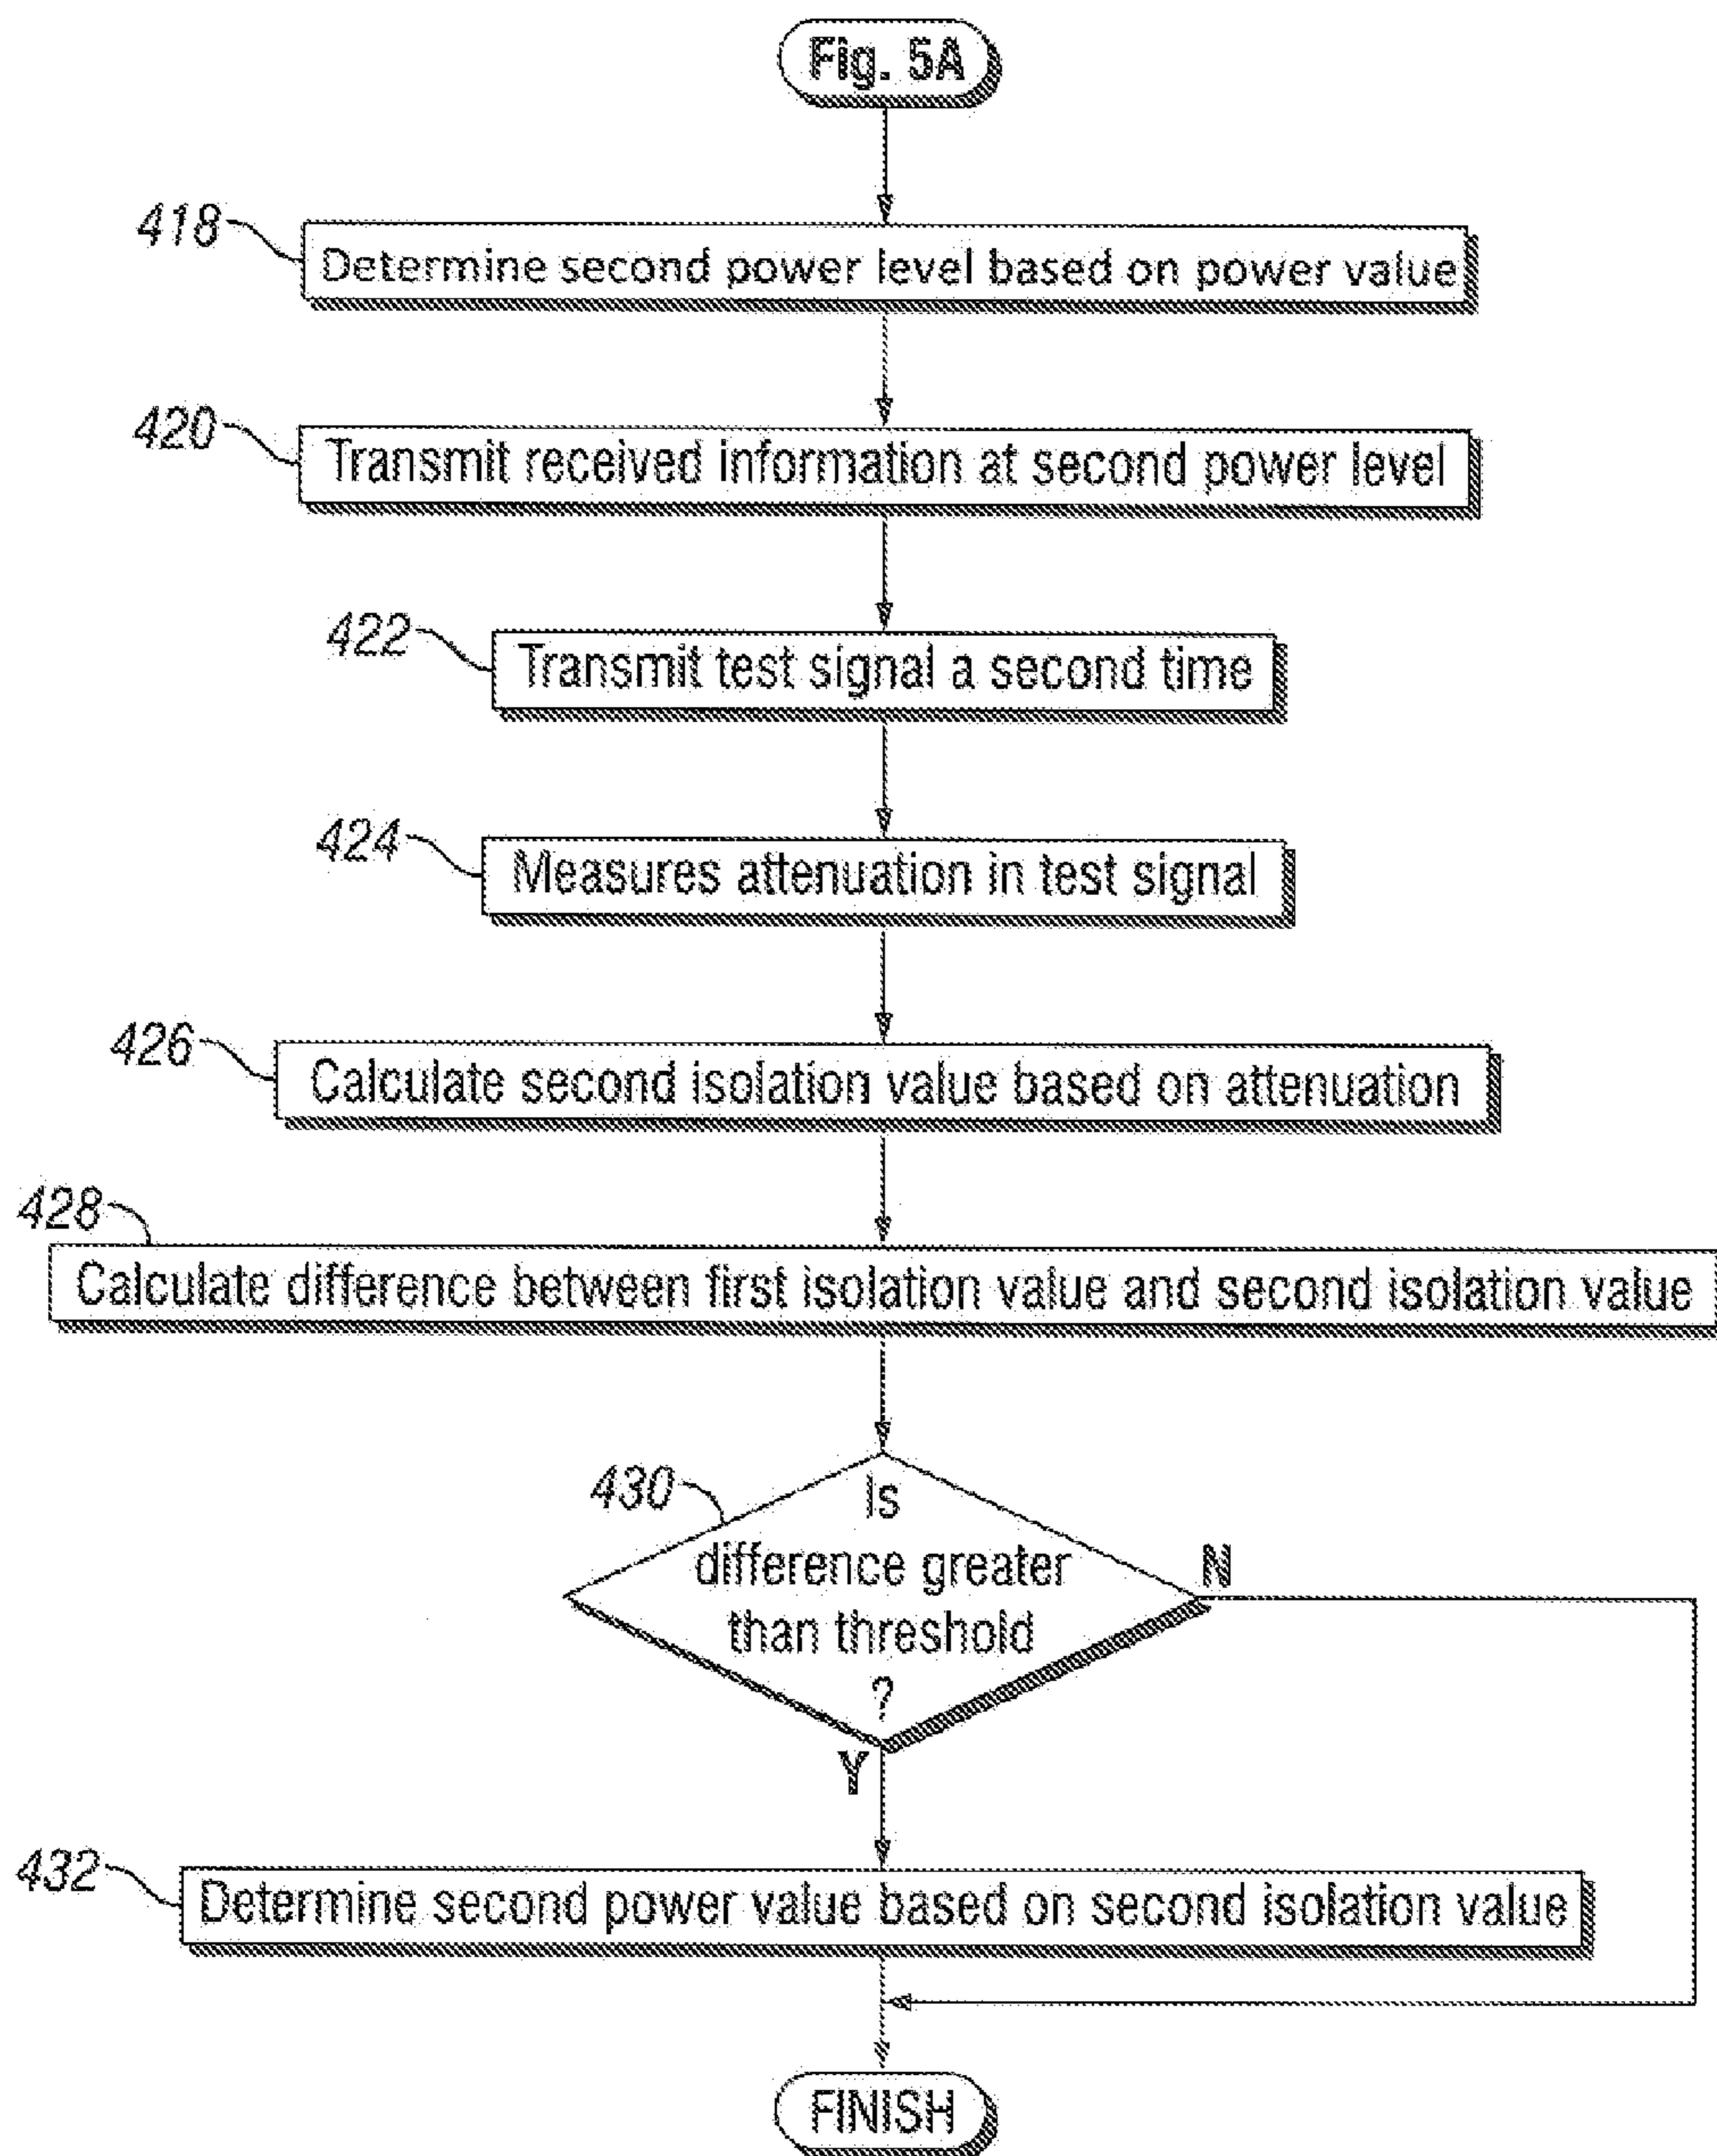 Fig. 5A
418
Determine second power level based on power value
420
Transmit received information at second power level
422
Transmit test signal a second time
424
Measures attenuation in test signal
426
Calculate second isolation value based on attenuation
428
Calculate difference between first isolation value and second isolation value
430
Is
difference greater
than threshold
?
N
Y
432
Determine second power value based on second isolation value
FINISH